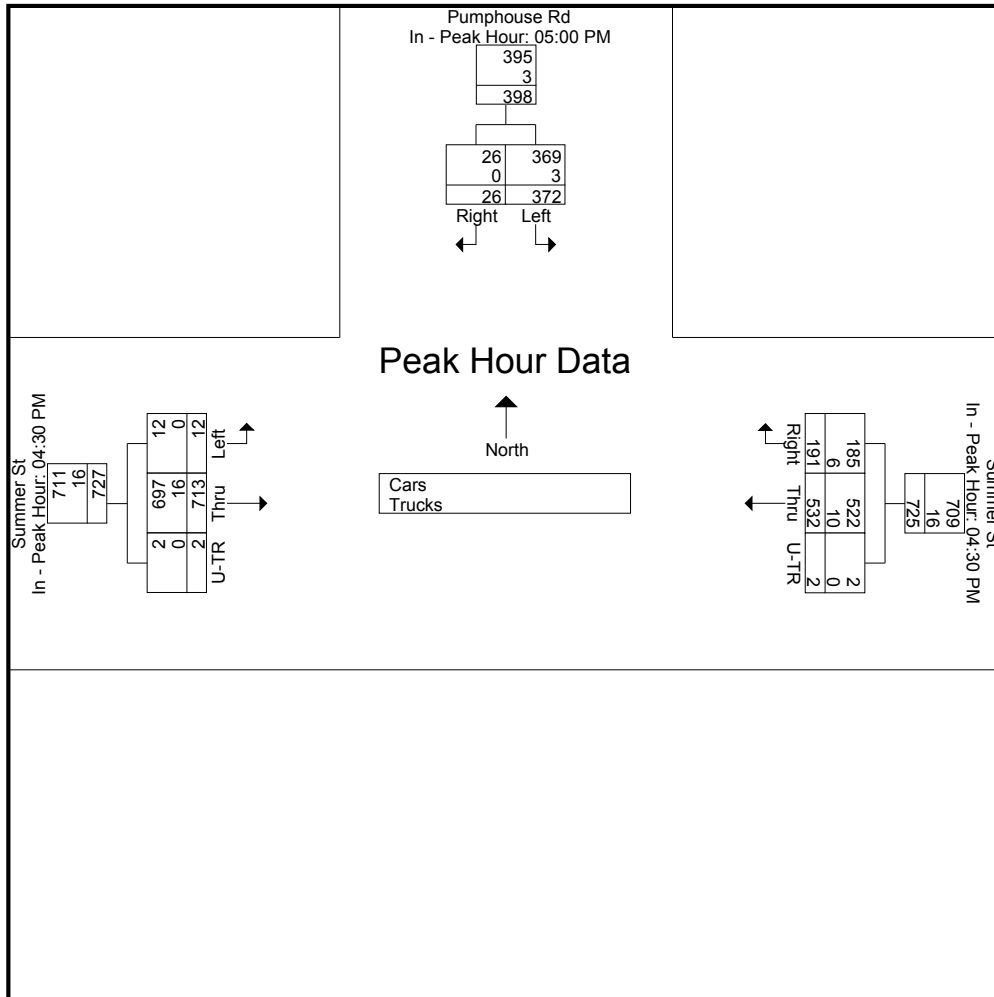 Pumphouse Rd
In - Peak Hour: 05:00 PM
395
3
398
26 369
0 3
26 372
Right Left
Peak Hour Data
North
Cars
Trucks
Summer St
In - Peak Hour: 04:30 PM
711
16
727
12 697 2
0 16 0
12 713 2
Left Thru U-TR
Summer St
In - Peak Hour: 04:30 PM
709
16
725
185 522 2
6 10 0
191 532 2
Right Thru U-TR